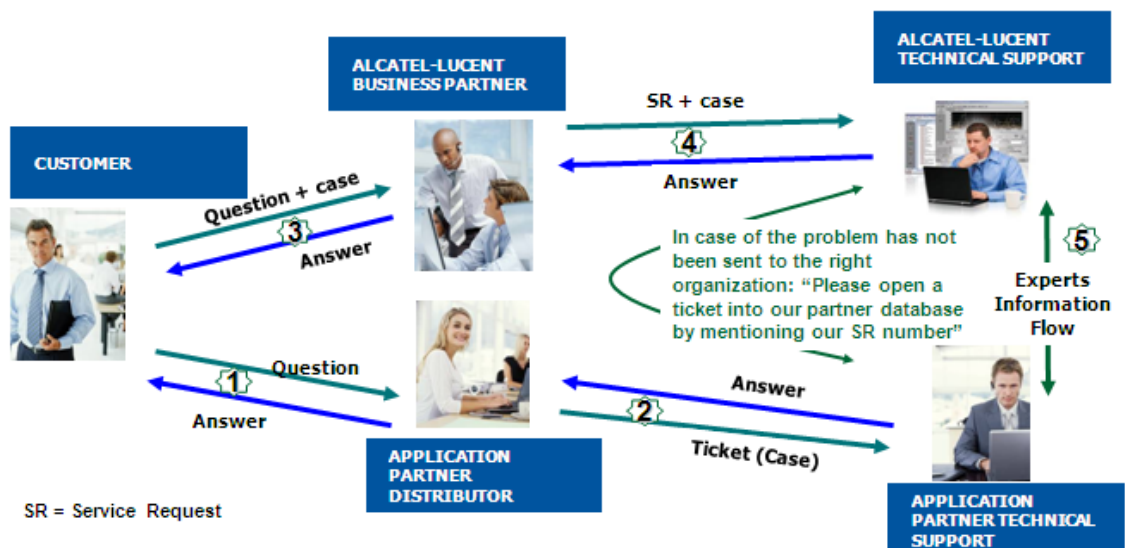 ALCATEL-LUCENT
TECHNICAL SUPPORT
ALCATEL-LUCENT
BUSINESS PARTNER
SR + case
4
Answer
CUSTOMER
Question + case
3
Answer
In case of the problem has not
been sent to the right
organization: “Please open a
ticket into our partner database
by mentioning our SR number”
5
Experts
Information
Flow
Question
1
Answer
Answer
2
Ticket (Case)
APPLICATION
PARTNER
DISTRIBUTOR
SR = Service Request
APPLICATION
PARTNER TECHNICAL
SUPPORT